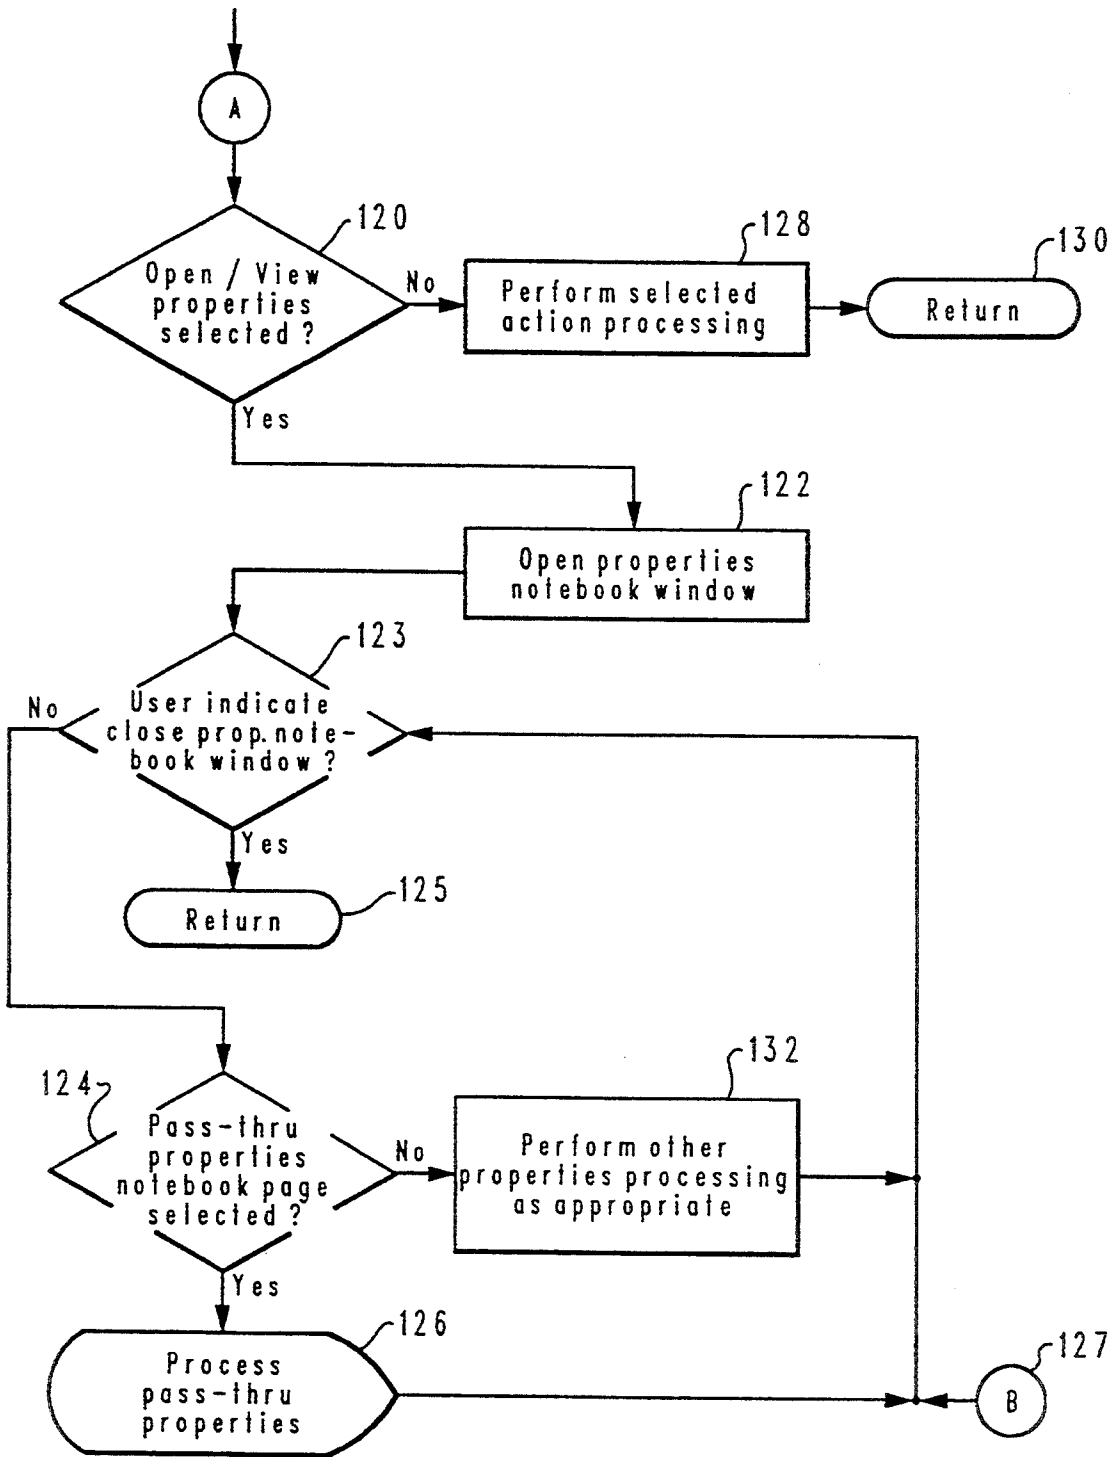 A
120
Open / View
properties
selected ?
No
128
Perform selected
action processing
130
Return
Yes
122
Open properties
notebook window
123
User indicate
close prop. note-
book window ?
No
Yes
125
Return
124
Pass-thru
properties
notebook page
selected ?
No
132
Perform other
properties processing
as appropriate
Yes
126
Process
pass-thru
properties
127
B